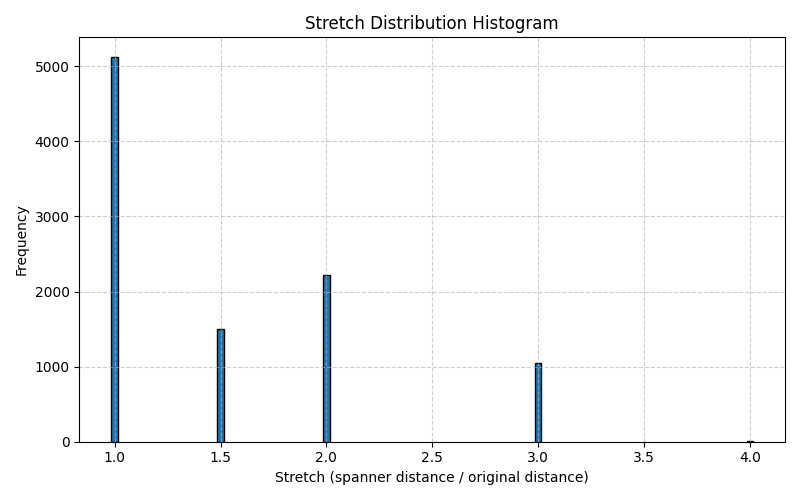 Stretch Distribution Histogram
Frequency
5000
4000
3000
2000
1000
0
1.0 1.5 2.0 2.5 3.0 3.5 4.0
Stretch (spanner distance / original distance)